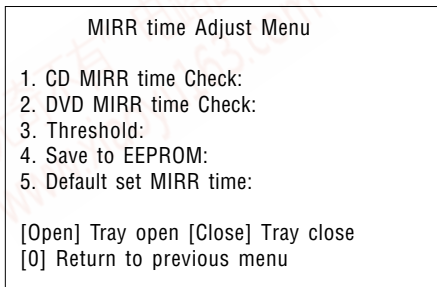 MIRR time Adjust Menu
1. CD MIRR time Check:
2. DVD MIRR time Check:
3. Threshold:
4. Save to EEPROM:
5. Default set MIRR time:
[Open] Tray open [Close] Tray close
[0] Return to previous menu